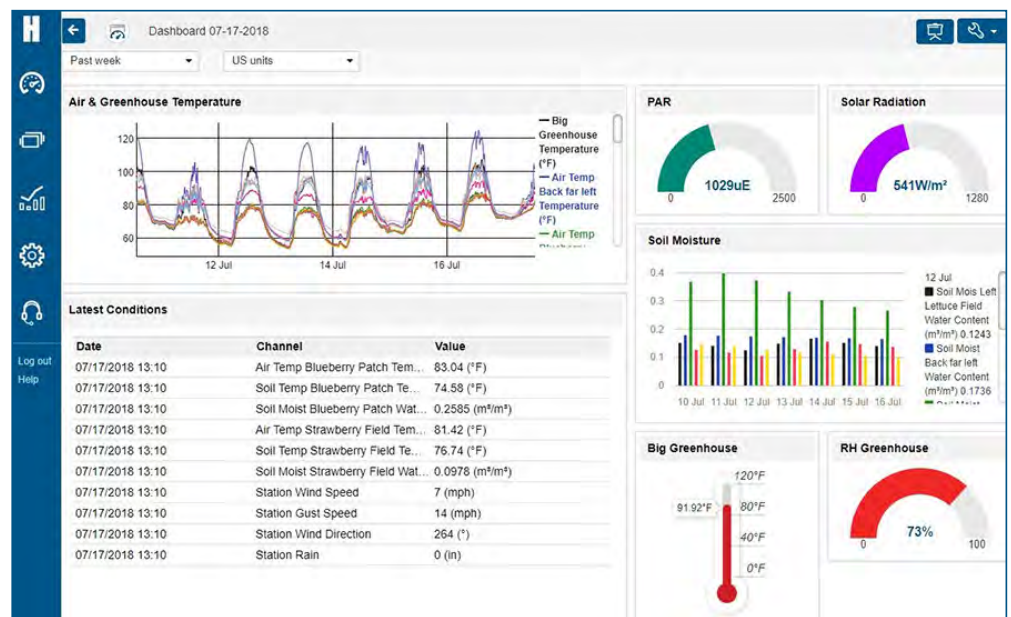 H
Dashboard 07-17-2018
Past week
US units
Log out
Help
Air & Greenhouse Temperature
120
100
80
60
12 Jul
14 Jul
16 Jul
Big
Greenhouse
Temperature
(°F)
Air Temp
Back far left
Temperature
(°F)
Air Temp
Latest Conditions
Date Channel Value
07/17/2018 13:10 Air Temp Blueberry Patch Tem... 83.04 (°F)
07/17/2018 13:10 Soil Temp Blueberry Patch Te... 74.58 (°F)
07/17/2018 13:10 Soil Moist Blueberry Patch Wat... 0.2585 (m³/m³)
07/17/2018 13:10 Air Temp Strawberry Field Tem... 81.42 (°F)
07/17/2018 13:10 Soil Temp Strawberry Field Te... 76.74 (°F)
07/17/2018 13:10 Soil Moist Strawberry Field Wat... 0.0978 (m³/m³)
07/17/2018 13:10 Station Wind Speed 7 (mph)
07/17/2018 13:10 Station Gust Speed 14 (mph)
07/17/2018 13:10 Station Wind Direction 264 (°)
07/17/2018 13:10 Station Rain 0 (in)
PAR
1029uE
0
2500
Solar Radiation
541W/m²
0
1280
Soil Moisture
0.4
0.3
0.2
0.1
0
10 Jul 11 Jul 12 Jul 13 Jul 14 Jul 15 Jul 16 Jul
12 Jul
Soil Mois Left
Lettuce Field
Water Content
(m³/m³) 0.1243
Soil Moist
Back far left
Water Content
(m³/m³) 0.1736
Big Greenhouse
120°F
91.92°F
80°F
40°F
0°F
RH Greenhouse
73%
0
100